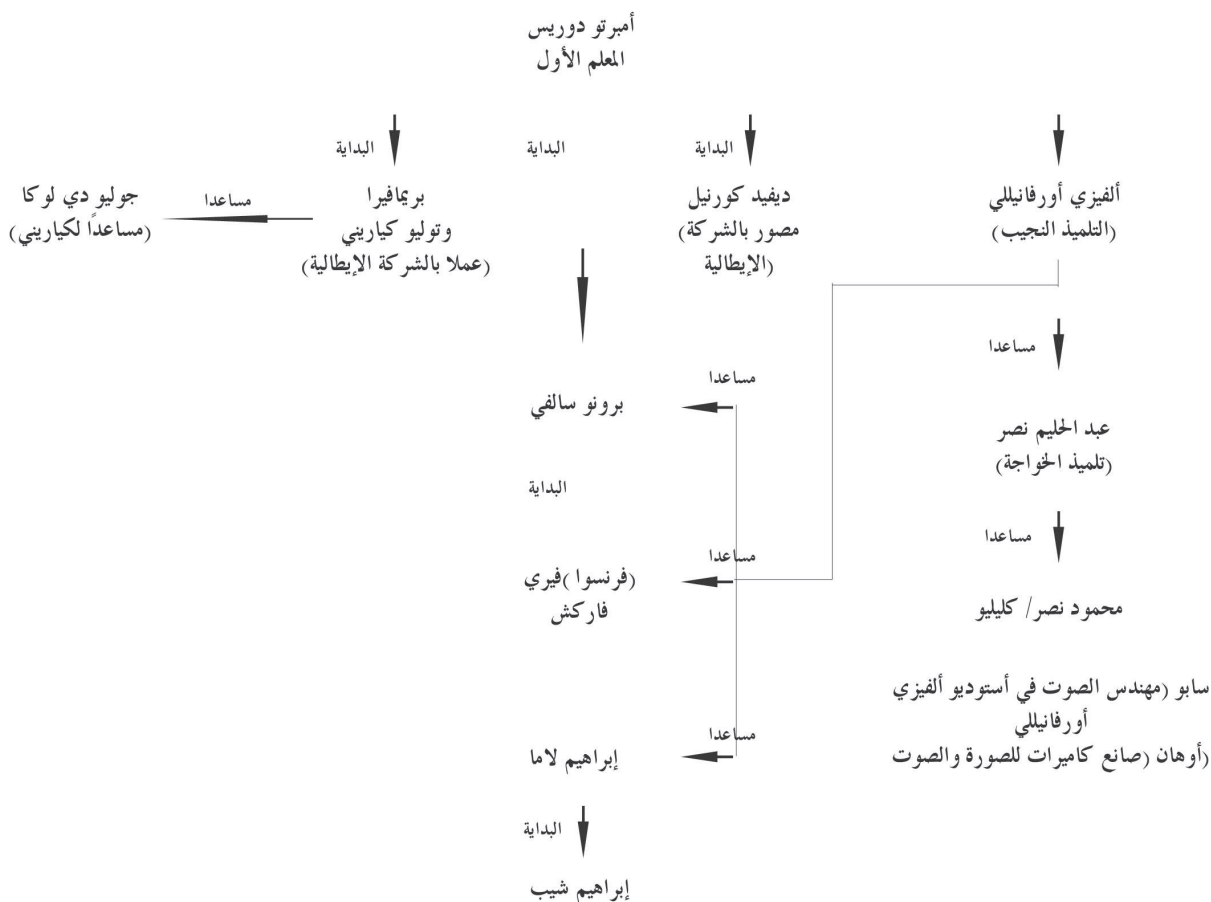 أمبرتو دوريس
المعلم الأول
البداية
البداية
البداية
ألفيزي أورفانيللي
(التلميذ النجيب)
ديفيد كورنيل
مصور بالشركة
(الإيطالية
بريمافيرا
وتوليو كياريني
(عملا بالشركة الإيطالية)
مساعدا
جوليو دي لوكا
(مساعدًا لكياريني)
مساعدا
عبد الحليم نصر
(تلميذ الخواجة)
مساعدا
محمود نصر/ كليليو
سابو (مهندس الصوت في أستوديو ألفيزي
أورفانيللي
(أوهان (صانع كاميرات للصورة والصوت
مساعدا
برونو سالفي
البداية
مساعدا
(فرنسوا )فيري
فاركش
مساعدا
إبراهيم لاما
البداية
إبراهيم شيب